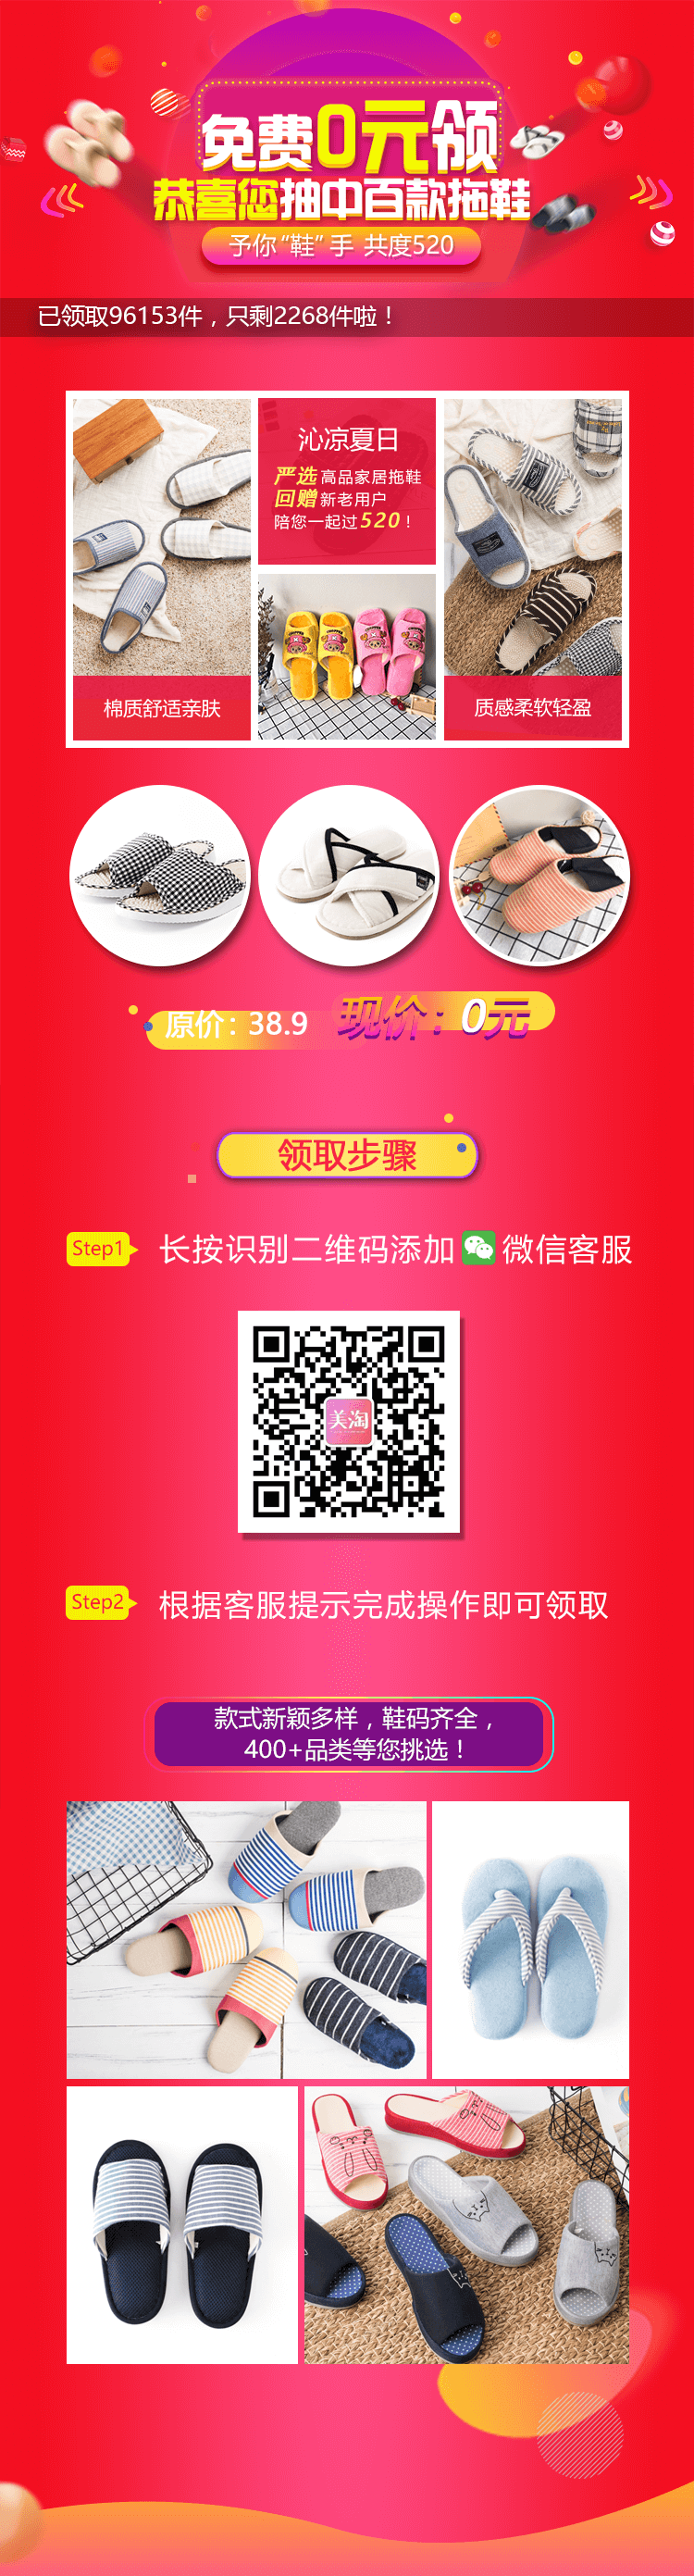 免费0元领
恭喜您抽中百款拖鞋
予你“鞋”手 共度520
已领取96153件，只剩2268件啦！
沁凉夏日
严选 高品家居拖鞋
回赠 新老用户
陪您一起过520！
棉质舒适亲肤
质感柔软轻盈
原价：38.9
现价：0元
领取步骤
Step1 长按识别二维码添加 微信客服
美淘
Step2 根据客服提示完成操作即可领取
款式新颖多样，鞋码齐全，
400+品类等您挑选！